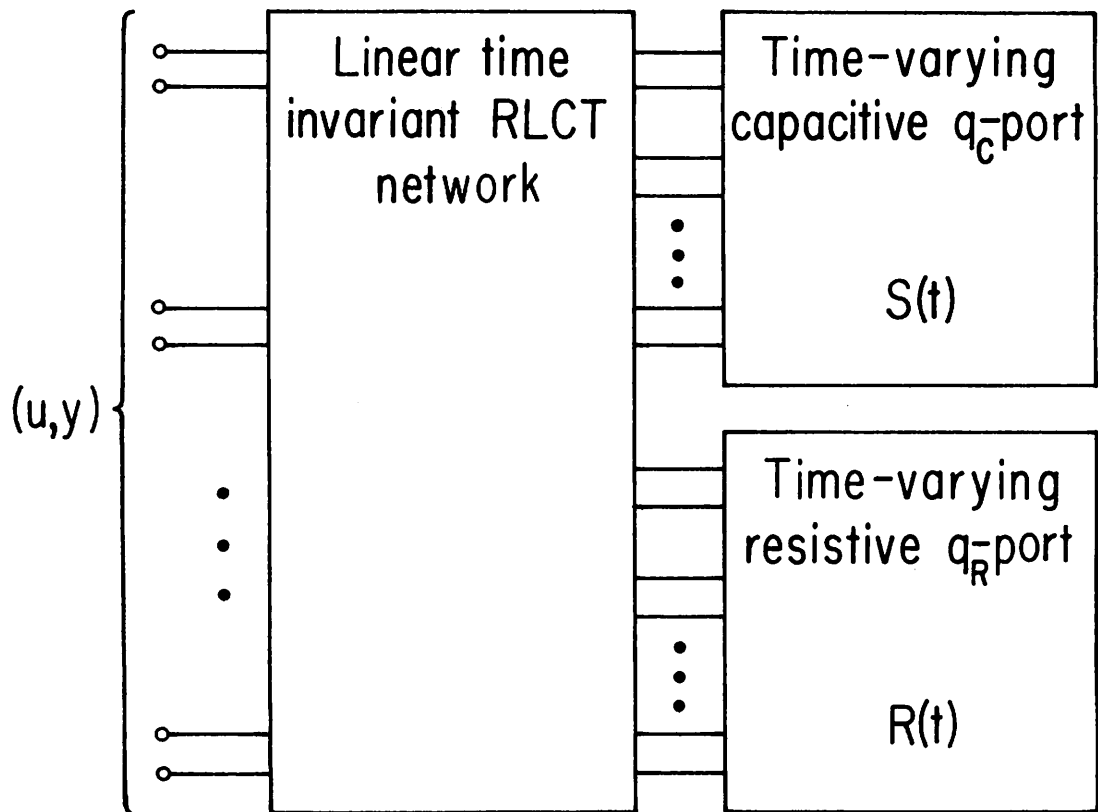 Linear time
invariant RLCT
network
Time-varying
capacitive q_C-port
S(t)
(u,y)
Time-varying
resistive q_R-port
R(t)